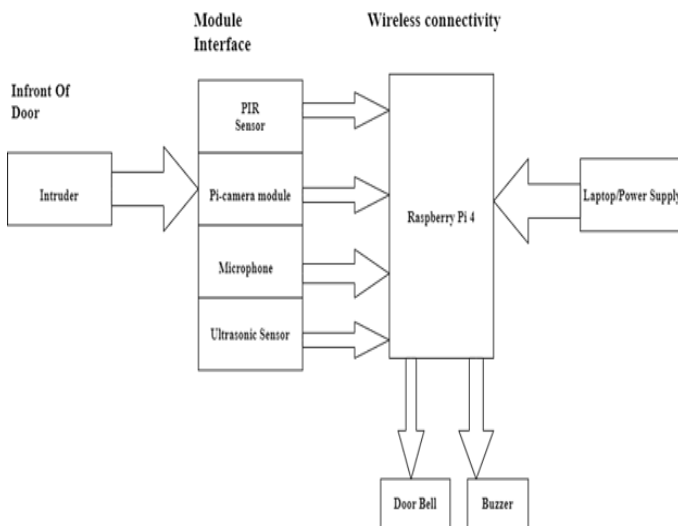 Module
Interface
Wireless connectivity
Infront Of
Door
Intruder
PIR
Sensor
Pi-camera module
Microphone
Ultrasonic Sensor
Raspberry Pi 4
Laptop/Power Supply
Door Bell
Buzzer